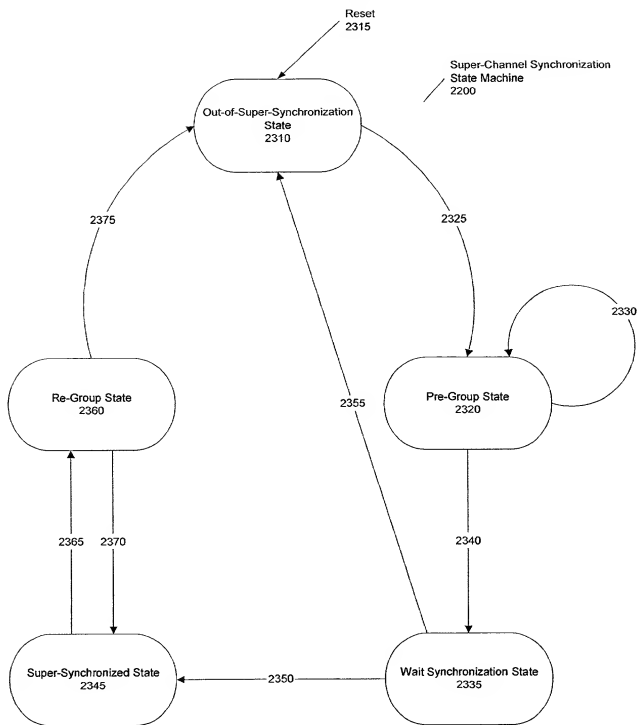 Reset
2315
Super-Channel Synchronization
State Machine
2200
Out-of-Super-Synchronization
State
2310
2375
2325
2330
Re-Group State
2360
2355
Pre-Group State
2320
2365
2370
2340
Super-Synchronized State
2345
2350
Wait Synchronization State
2335